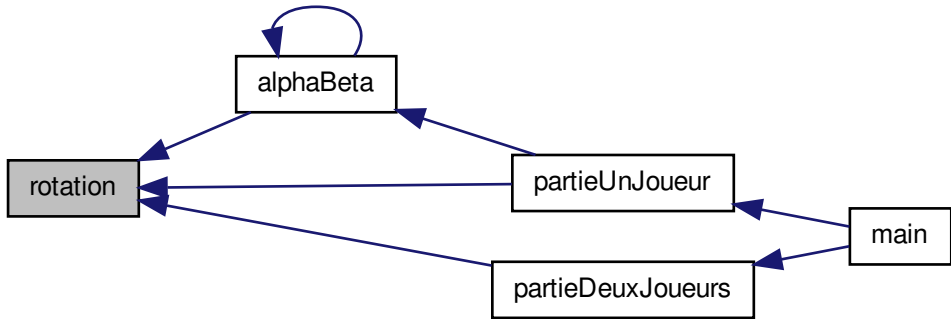 alphaBeta
rotation
partieUnJoueur
main
partieDeuxJoueurs